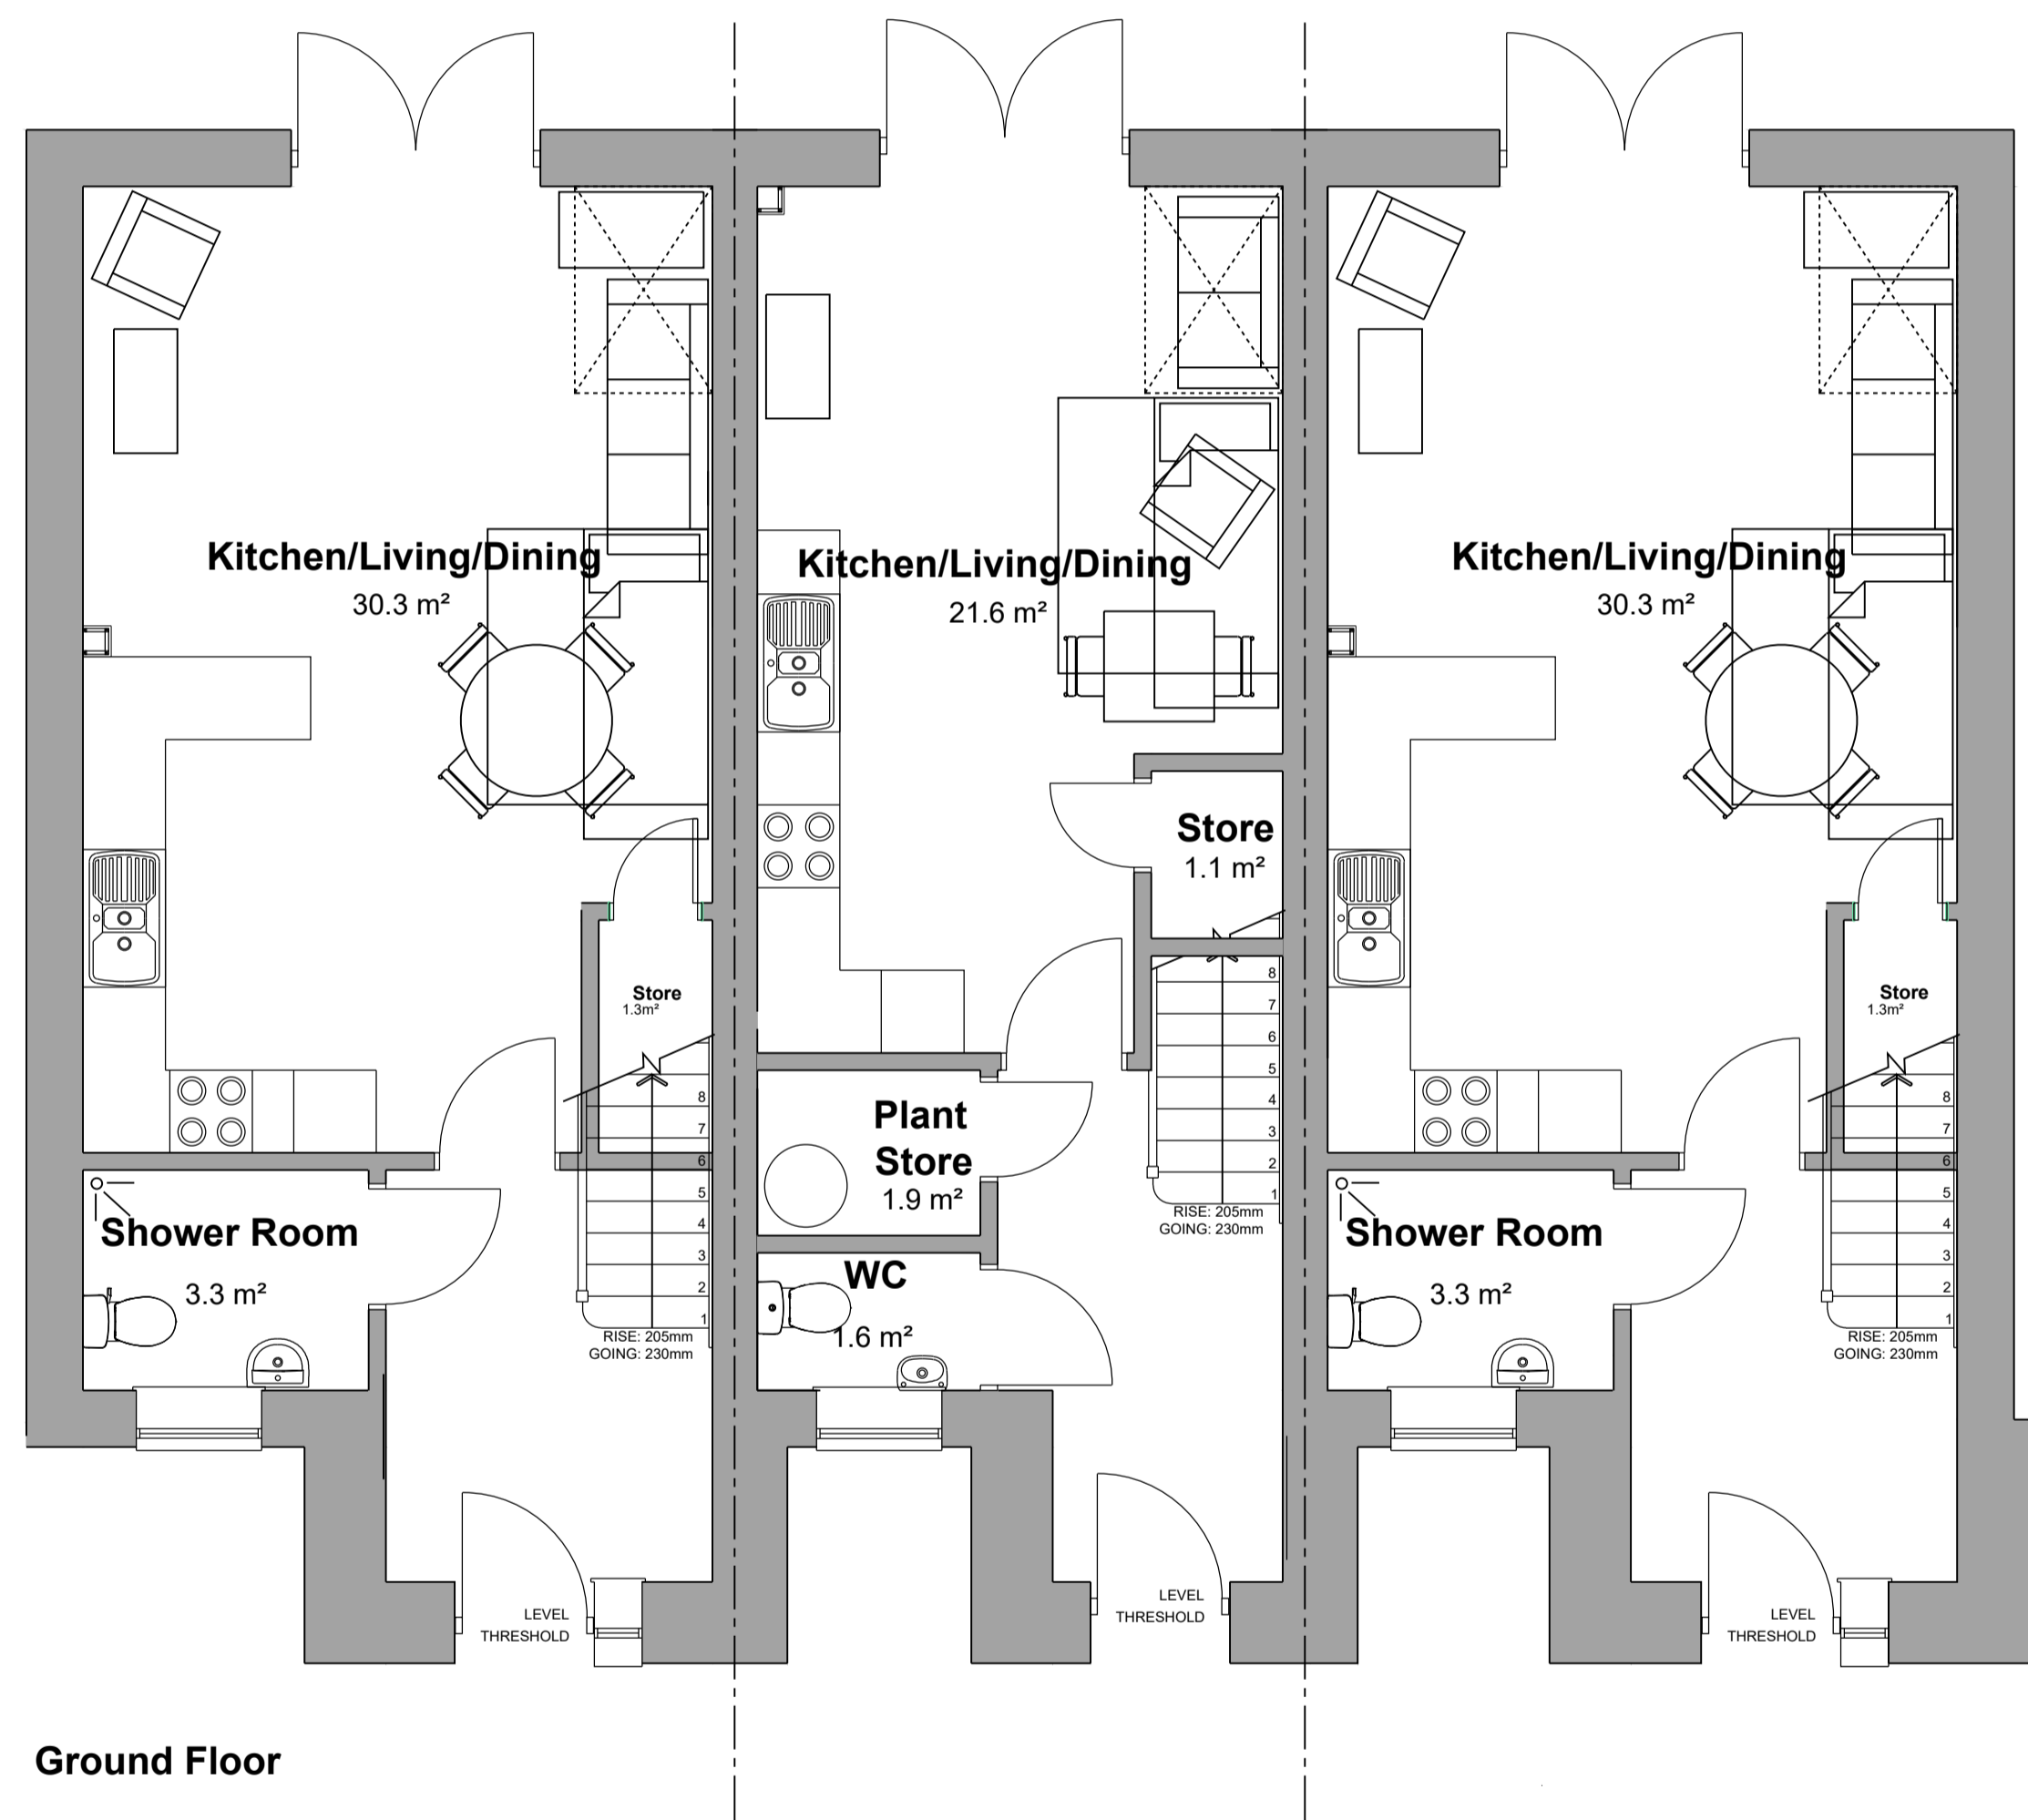 Kitchen/Living/Dining
30.3 m²
Store
1.3m²
8
7
6
5
4
3
2
1
RISE: 205mm
GOING: 230mm
Shower Room
3.3 m²
LEVEL
THRESHOLD
Kitchen/Living/Dining
21.6 m²
Store
1.1 m²
8
7
6
5
4
3
2
1
RISE: 205mm
GOING: 230mm
Plant
Store
1.9 m²
WC
1.6 m²
LEVEL
THRESHOLD
Kitchen/Living/Dining
30.3 m²
Store
1.3m²
8
7
6
5
4
3
2
1
RISE: 205mm
GOING: 230mm
Shower Room
3.3 m²
LEVEL
THRESHOLD
Ground Floor